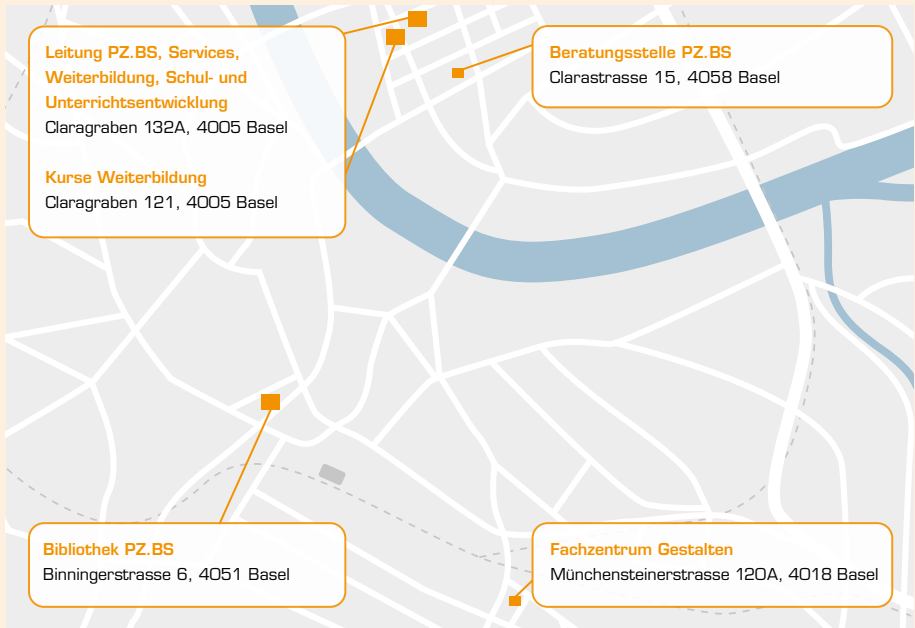 Leitung PZ.BS, Services,
Weiterbildung, Schul- und
Unterrichtsentwicklung
Claragraben 132A, 4005 Basel
Kurse Weiterbildung
Claragraben 121, 4005 Basel
Beratungsstelle PZ.BS
Clarastrasse 15, 4058 Basel
Bibliothek PZ.BS
Binningerstrasse 6, 4051 Basel
Fachzentrum Gestalten
Münchensteinerstrasse 120A, 4018 Basel